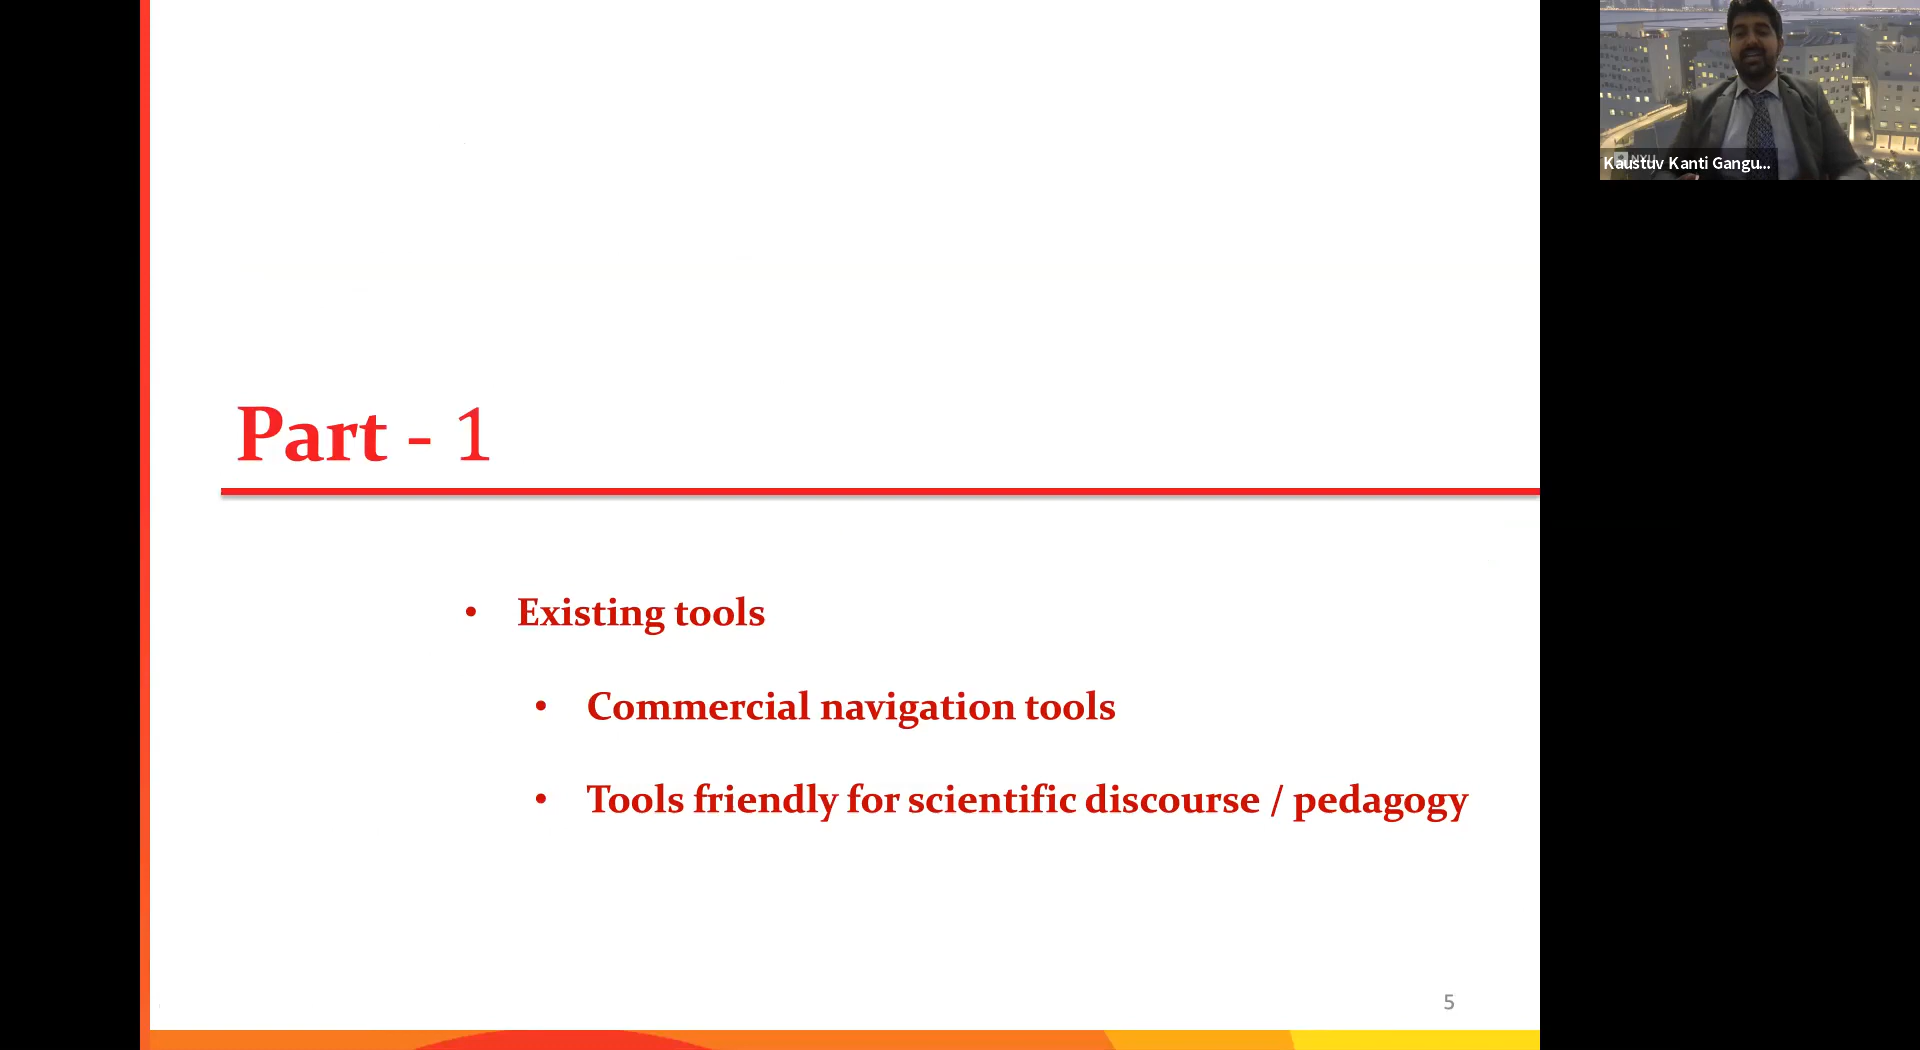 Part - 1
• Existing tools
• Commercial navigation tools
• Tools friendly for scientific discourse / pedagogy
5
Kaustuv Kanti Gangu...